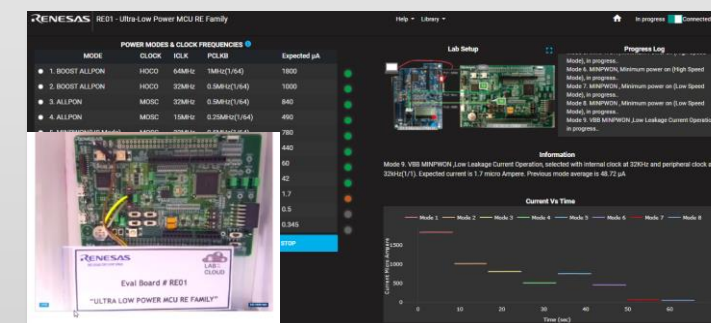 RENESAS RE01 - Ultra-Low Power MCU RE Family
Help Library
In progress Connected
POWER MODES & CLOCK FREQUENCIES
MODE CLOCK ICLK PCLKB Expected µA
1. BOOST ALLPON HOCO 64MHz 1MHz(1/64) 1800
2. BOOST ALLPON HOCO 32MHz 0.5MHz(1/64) 1000
3. ALLPON MOSC 32MHz 0.5MHz(1/64) 840
4. ALLPON MOSC 15MHz 0.25MHz(1/64) 490
780
440
60
42
1.7
0.5
0.345
STOP
RENESAS
LAB
CLOUD
Eval Board # RE01
"ULTRA LOW POWER MCU RE FAMILY"
Lab Setup
Progress Log
Mode), in progress.
Mode 6. MINPWON, Minimum power on (High Speed
Mode), in progress.
Mode 7. MINPWON, Minimum power on (Low Speed
Mode), in progress.
Mode 8. MINPWON, Minimum power on (Low Speed
Mode), in progress.
Mode 9. VBB MINPWON ,Low Leakage Current Operatio
in progress..
Information
Mode 9. VBB MINPWON ,Low Leakage Current Operation, selected with internal clock at 32KHz and peripheral clock a
32kHz(1/1). Expected current is 1.7 micro Ampere. Previous mode average is 48.72 µA
Current Vs Time
Mode 1 Mode 2 Mode 3 Mode 4 Mode 5 Mode 6 Mode 7 Mode 8
Current Micro Ampere
1500
1000
500
0
0 10 20 30 40 50 60
Time (sec)